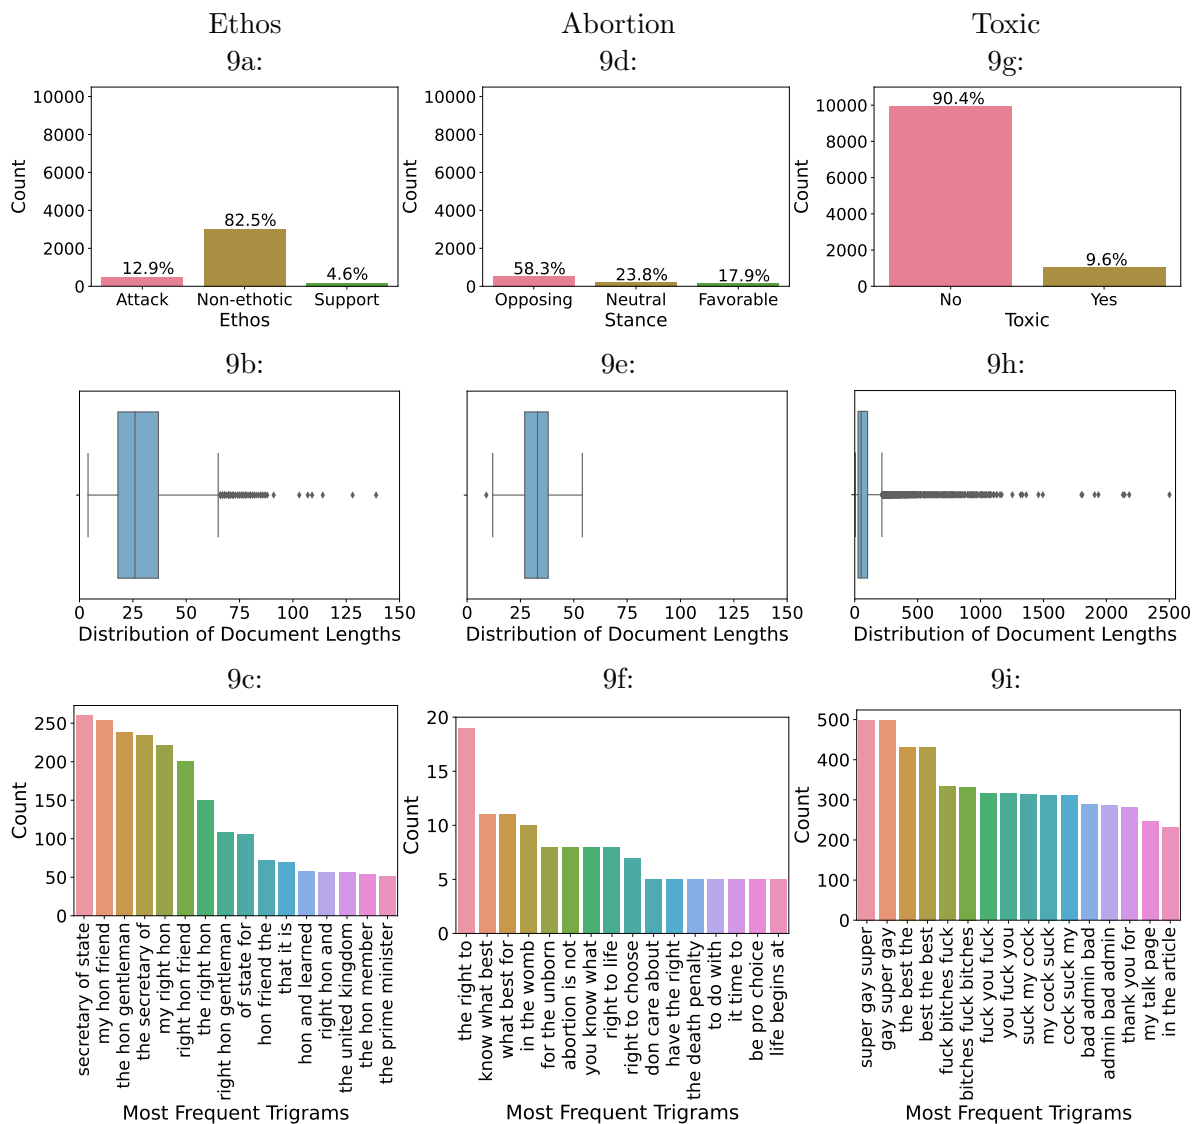 Ethos
Abortion
Toxic
9a:
9d:
9g:
Count
10000
8000
6000
4000
2000
0
12.9%
82.5%
4.6%
Attack
Non-ethotic
Support
Ethos
Count
10000
8000
6000
4000
2000
0
58.3%
23.8%
17.9%
Opposing
Neutral
Favorable
Stance
Count
10000
8000
6000
4000
2000
0
90.4%
9.6%
No
Yes
Toxic
9b:
9e:
9h:
0 25 50 75 100 125 150
Distribution of Document Lengths
0 25 50 75 100 125 150
Distribution of Document Lengths
0 500 1000 1500 2000 2500
Distribution of Document Lengths
9c:
9f:
9i:
Count
250
200
150
100
50
0
secretary of state
my hon friend
the hon gentleman
the secretary of
my right hon
right hon friend
the right hon
right hon gentleman
of state for
hon friend the
that it is
hon and learned
right hon and
the united kingdom
the hon member
the prime minister
Most Frequent Trigrams
Count
20
15
10
5
0
the right to
know what best
what best for
in the womb
for the unborn
abortion is not
you know what
right to life
right to choose
don care about
have the right
the death penalty
to do with
it time to
be pro choice
life begins at
Most Frequent Trigrams
Count
500
400
300
200
100
0
super gay super
gay super gay
the best the
best the best
fuck bitches fuck
bitches fuck bitches
fuck you fuck
you fuck you
suck my cock
my cock suck
cock suck my
bad admin bad
admin bad admin
thank you for
my talk page
in the article
Most Frequent Trigrams